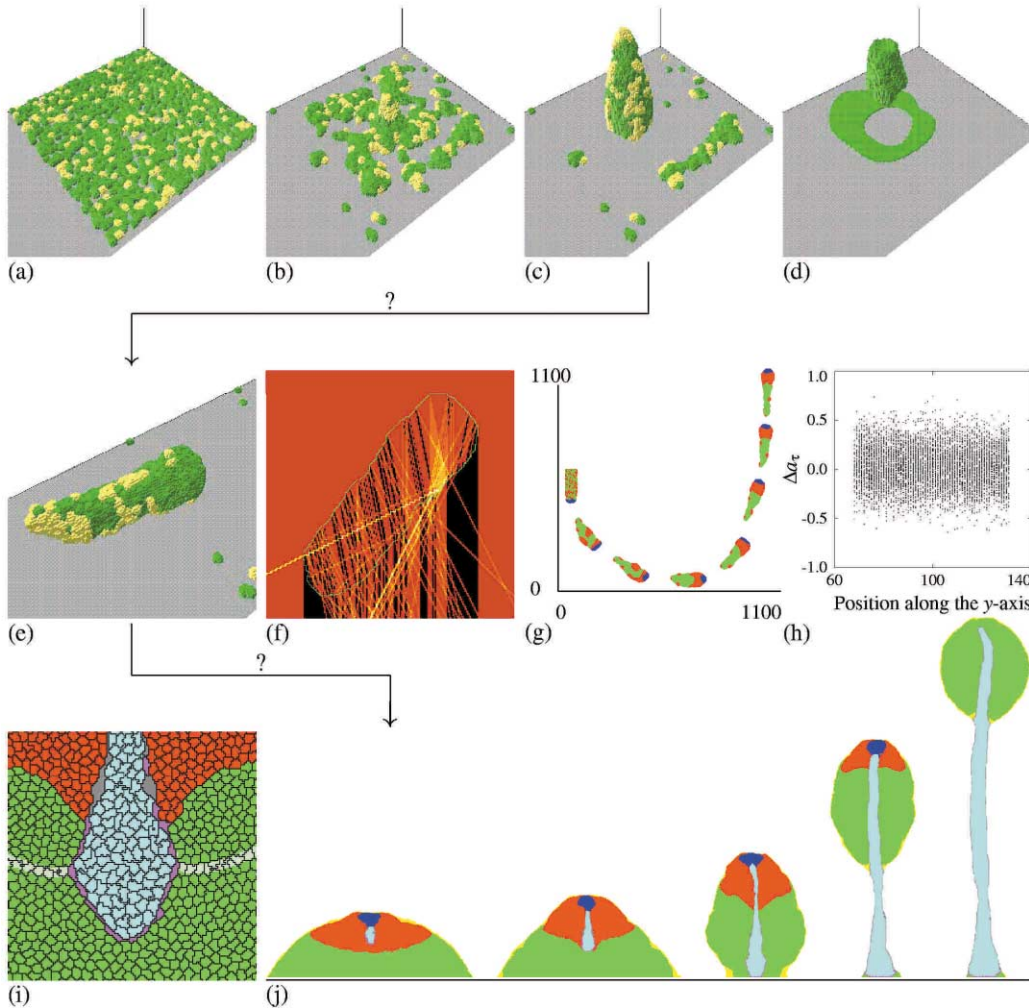 (a)
(b)
(c)
(d)
?
(e)
(f)
1100
0
0
1100
(g)
1.0
0.5
0.0
-0.5
-1.0
Δaτ
60
100
140
Position along the y-axis
(h)
?
(i)
(j)